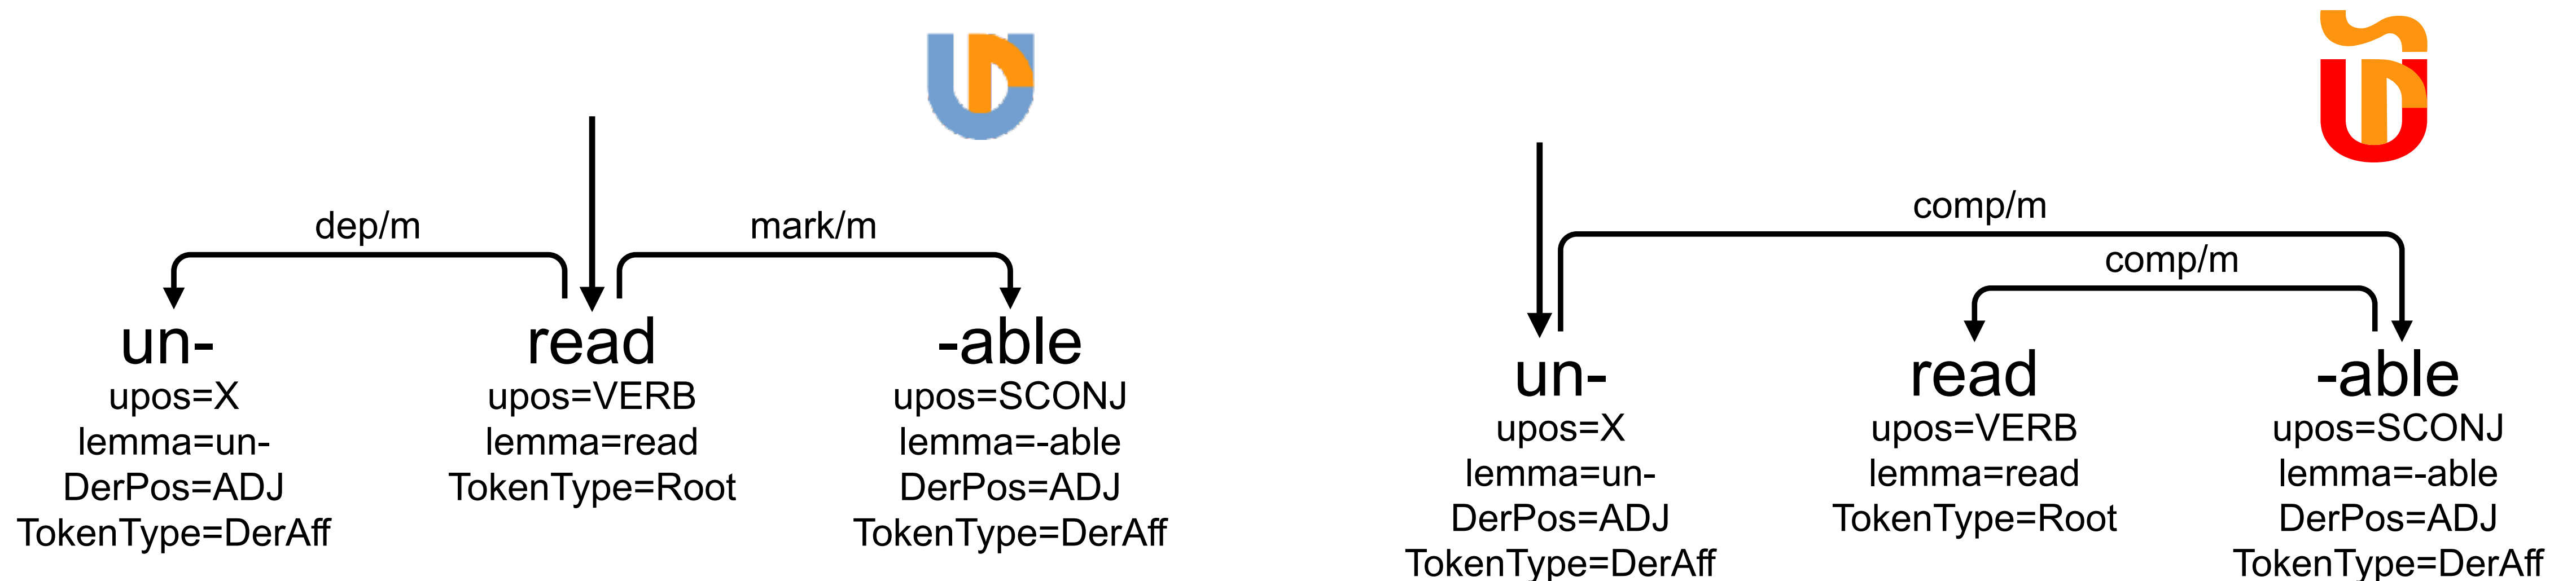 dep/m
mark/m
un-
upos=X
lemma=un-
DerPos=ADJ
TokenType=DerAff
read
upos=VERB
lemma=read
TokenType=Root
-able
upos=SCONJ
lemma=-able
DerPos=ADJ
TokenType=DerAff
comp/m
comp/m
un-
upos=X
lemma=un-
DerPos=ADJ
TokenType=DerAff
read
upos=VERB
lemma=read
TokenType=Root
-able
upos=SCONJ
lemma=-able
DerPos=ADJ
TokenType=DerAff